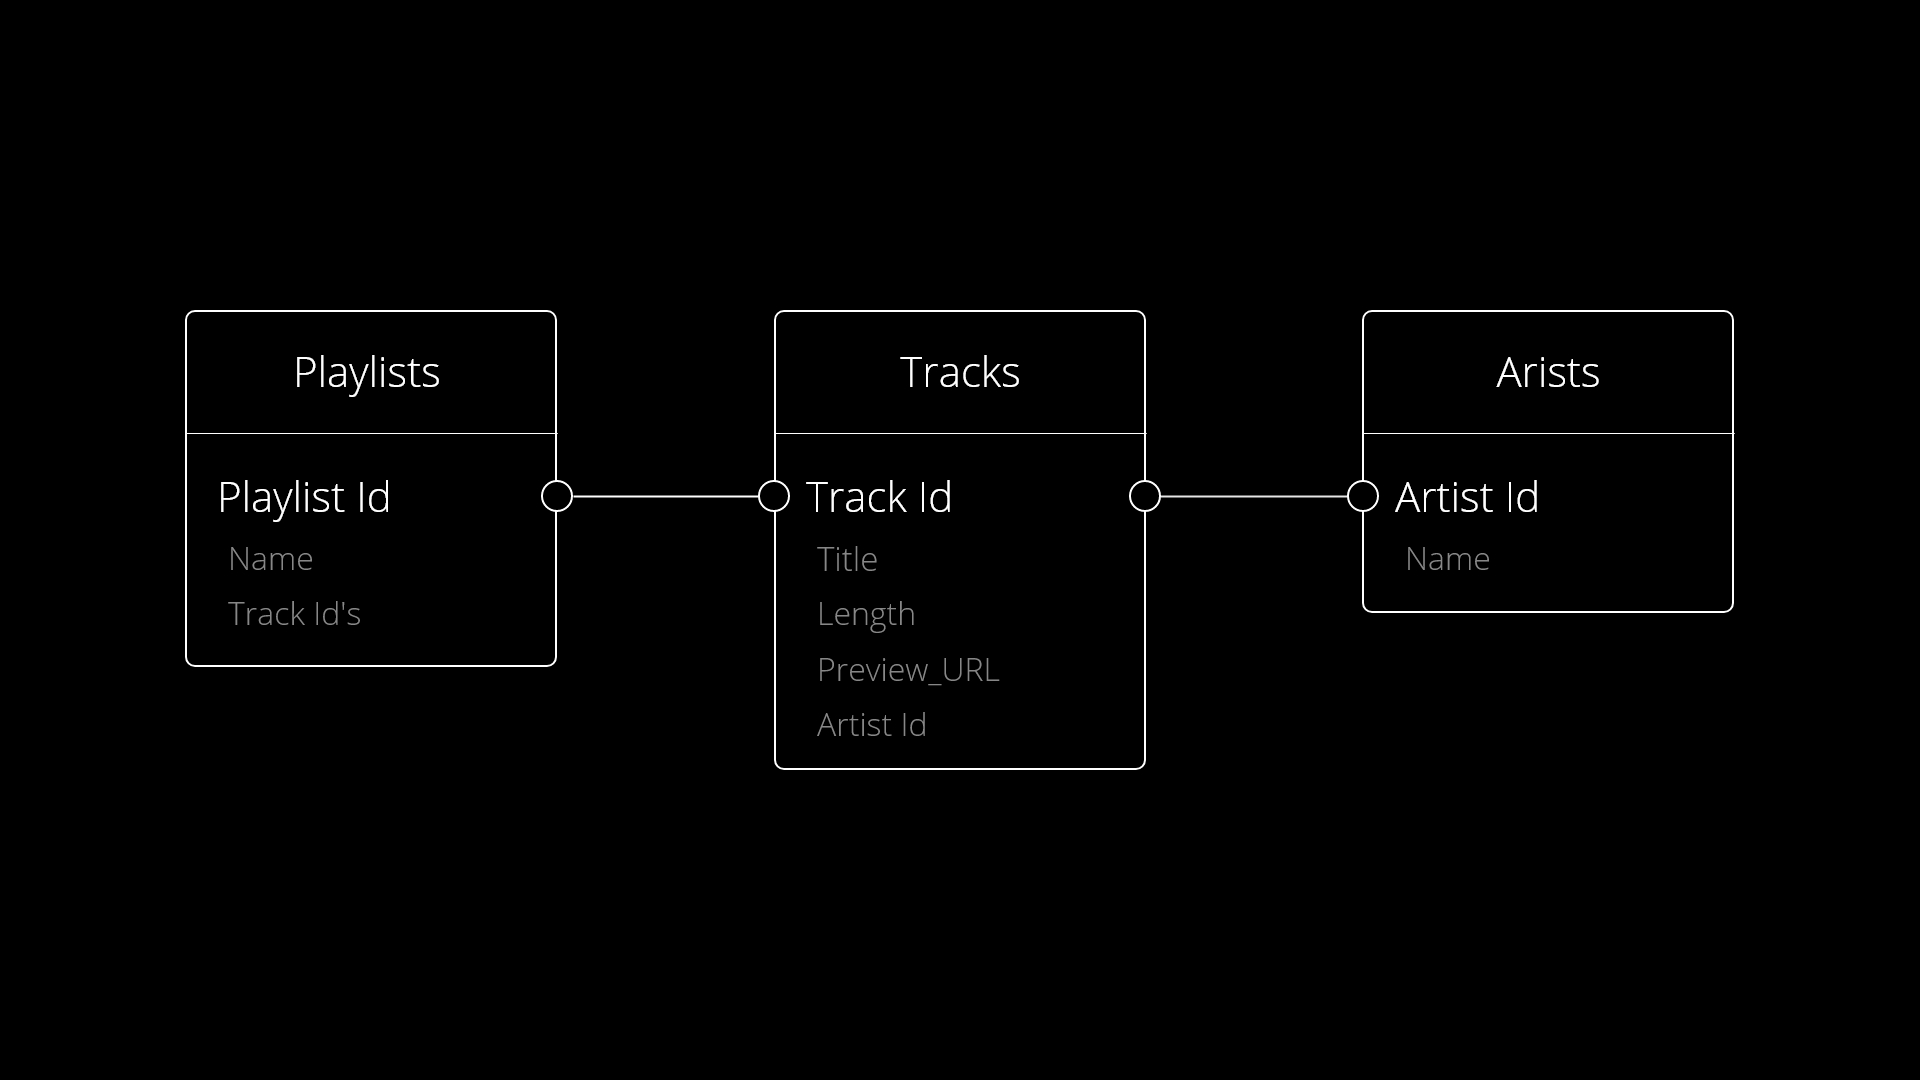 Playlists
Playlist Id
Name
Track Id's
Tracks
Track Id
Title
Length
Preview_URL
Artist Id
Arists
Artist Id
Name